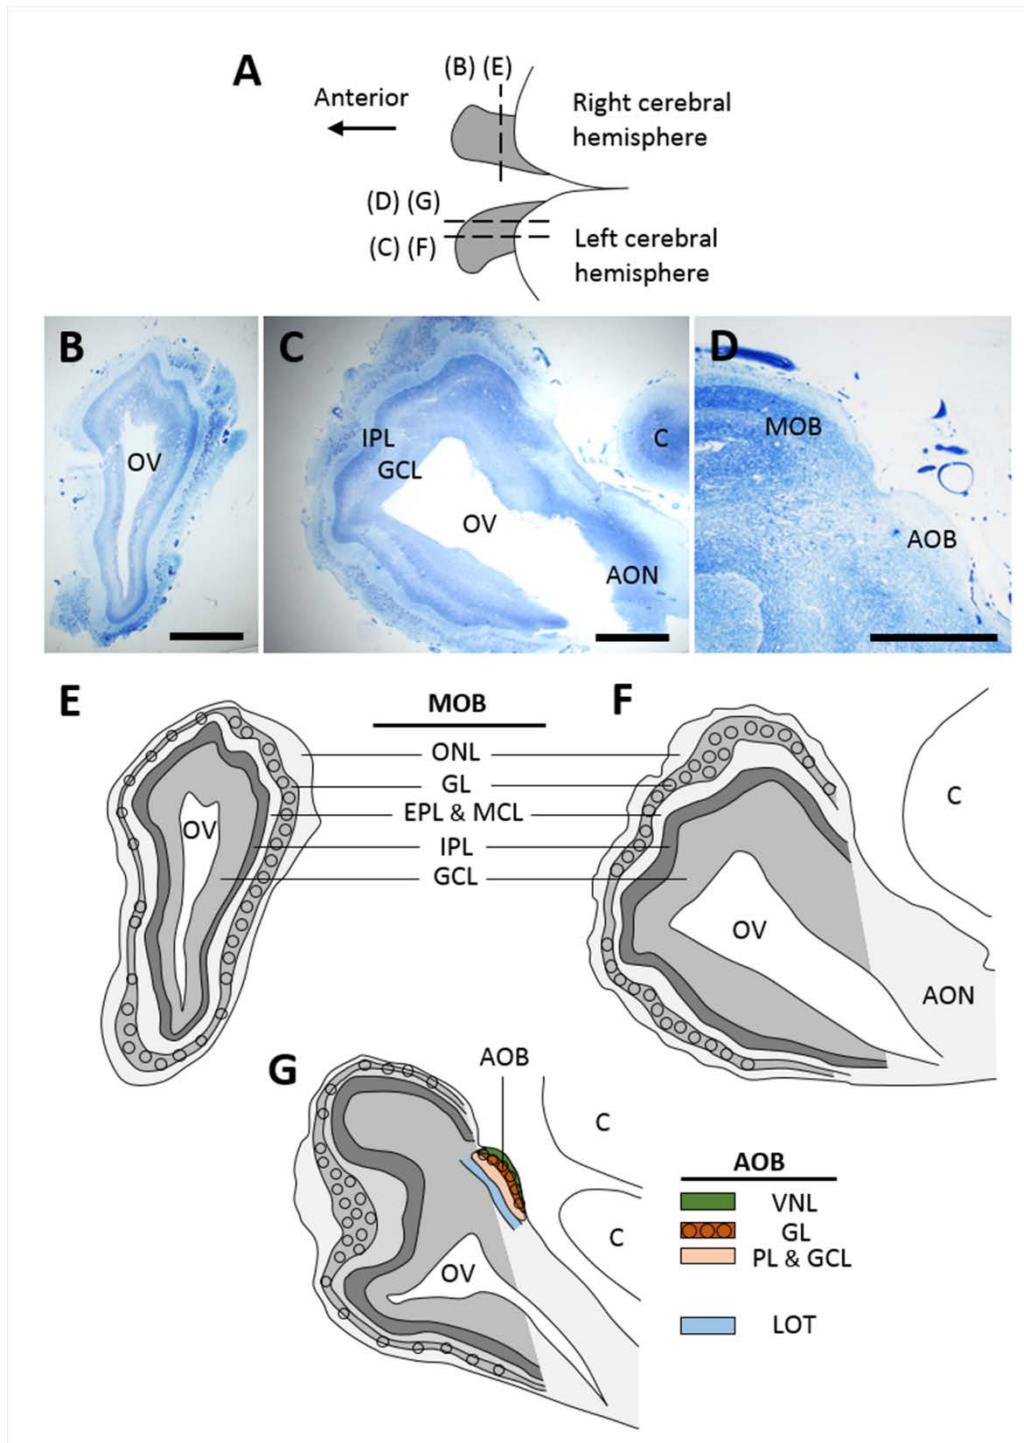 A
(B) (E)
Anterior
Right cerebral
hemisphere
(D) (G)
(C) (F)
Left cerebral
hemisphere
B
OV
C
IPL
GCL
OV
C
AON
D
MOB
AOB
E
MOB
F
ONL
GL
EPL & MCL
IPL
GCL
OV
C
OV
AON
G
AOB
C
C
OV
AOB
VNL
GL
PL & GCL
LOT